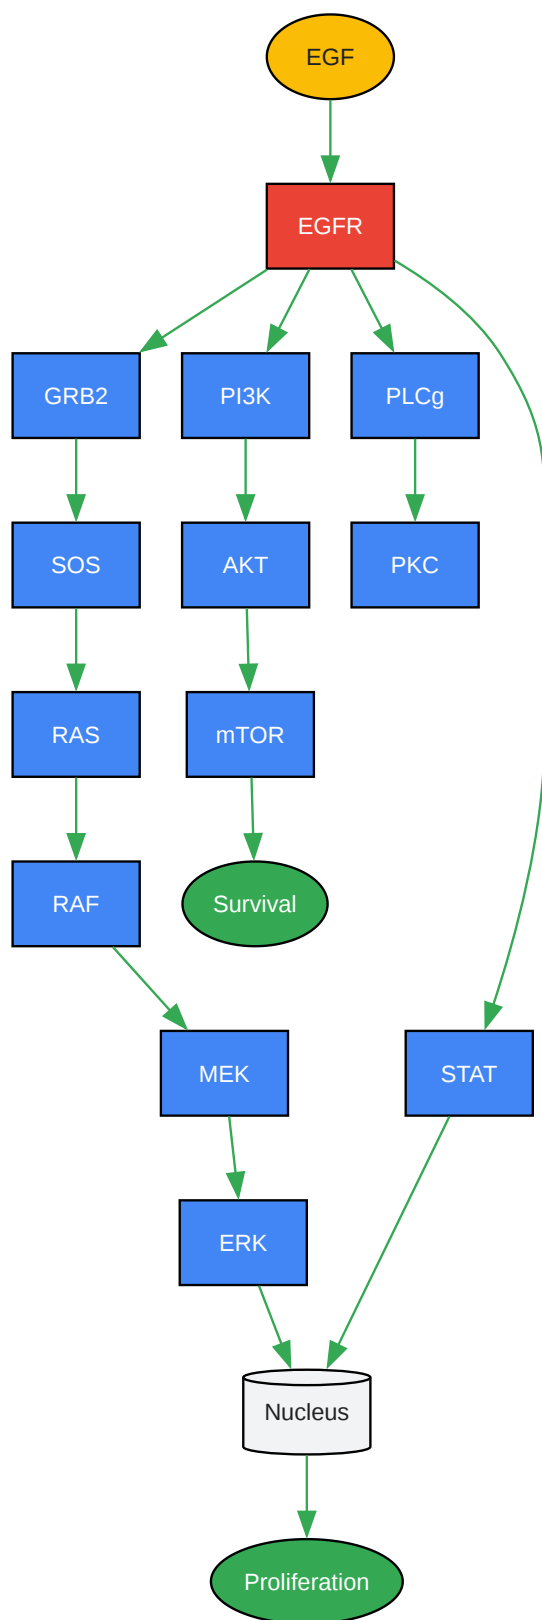 EGF
EGFR
GRB2
PI3K
PLCg
SOS
AKT
PKC
RAS
mTOR
RAF
Survival
MEK
STAT
ERK
Nucleus
Proliferation